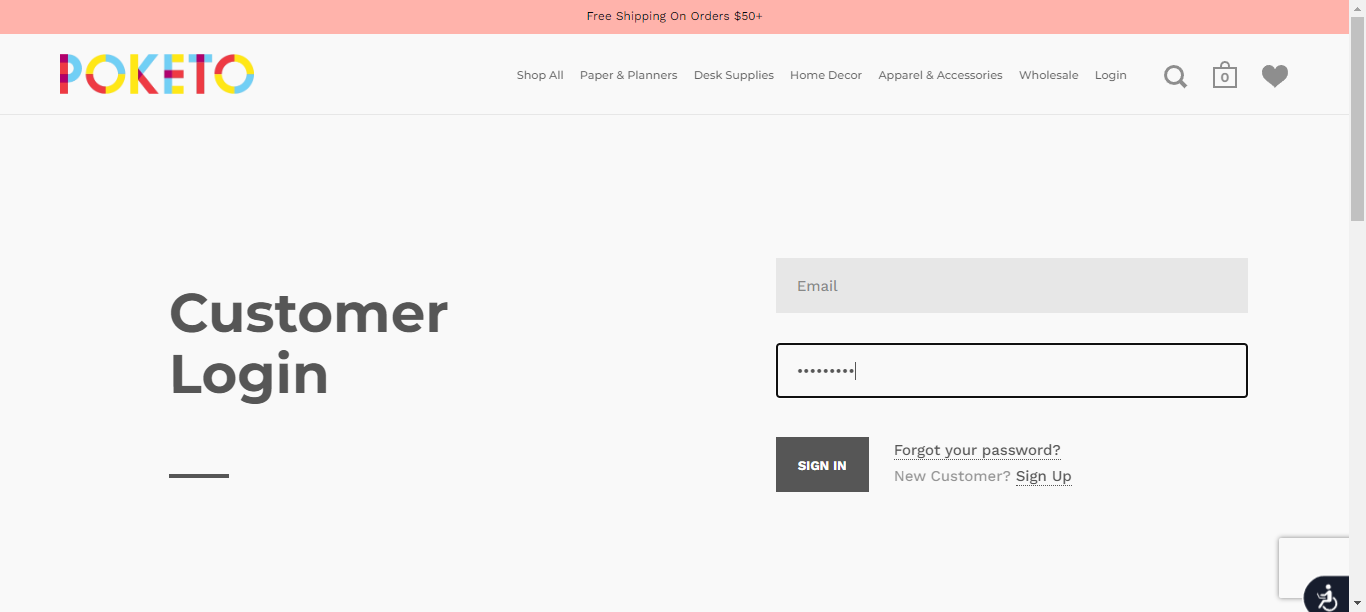 Free Shipping On Orders $50+
POKETO
Shop All Paper & Planners Desk Supplies Home Decor Apparel & Accessories Wholesale Login 0
Email
•••••••••
Customer
Login
SIGN IN
Forgot your password?
New Customer? Sign Up